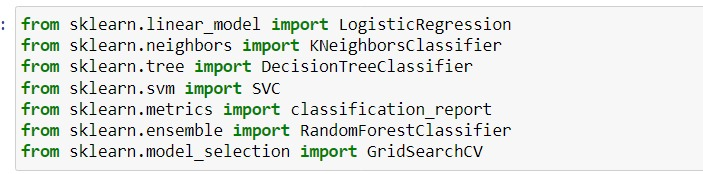 : from sklearn.linear_model import LogisticRegression
from sklearn.neighbors import KNeighborsClassifier
from sklearn.tree import DecisionTreeClassifier
from sklearn.svm import SVC
from sklearn.metrics import classification_report
from sklearn.ensemble import RandomForestClassifier
from sklearn.model_selection import GridSearchCV